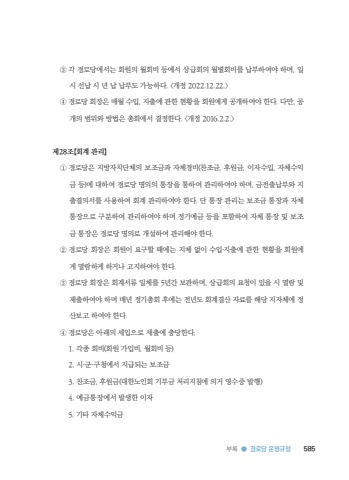 ③ 각 경로당에서는 회원의 월회비 등에서 상급회의 월별회비를 납부하여야 하며, 일
시 선납 시 년 납 납부도 가능하다. <개정 2022.12.22.>
④ 경로당 회장은 매월 수입, 지출에 관한 현황을 회원에게 공개하여야 한다. 다만, 공
개의 범위와 방법은 총회에서 결정한다. <개정 2016.2.2.>
제28조【회계 관리】
① 경로당은 지방자치단체의 보조금과 자체경비(찬조금, 후원금, 이자수입, 자체수익
금 등)에 대하여 경로당 명의의 통장을 통하여 관리하여야 하며, 금전출납부와 지
출결의서를 사용하여 회계 관리하여야 한다. 단 통장 관리는 보조금 통장과 자체
통장으로 구분하여 관리하여야 하며 정기예금 등을 포함하여 자체 통장 및 보조
금 통장은 경로당 명의로 개설하여 관리해야 한다.
② 경로당 회장은 회원이 요구할 때에는 지체 없이 수입·지출에 관한 현황을 회원에
게 열람하게 하거나 고지하여야 한다.
③ 경로당 회장은 회계서류 일체를 5년간 보관하며, 상급회의 요청이 있을 시 열람 및
제출하여야 하며 매년 정기총회 후에는 전년도 회계결산 자료를 해당 지자체에 정
산보고 하여야 한다.
④ 경로당은 아래의 세입으로 세출에 충당한다.
1. 각종 회비(회원 가입비, 월회비 등)
2. 시·군·구청에서 지급되는 보조금
3. 찬조금, 후원금(대한노인회 기부금 처리지침에 의거 영수증 발행)
4. 예금통장에서 발생한 이자
5. 기타 자체수익금
부록 ● 경로당 운영규정 585